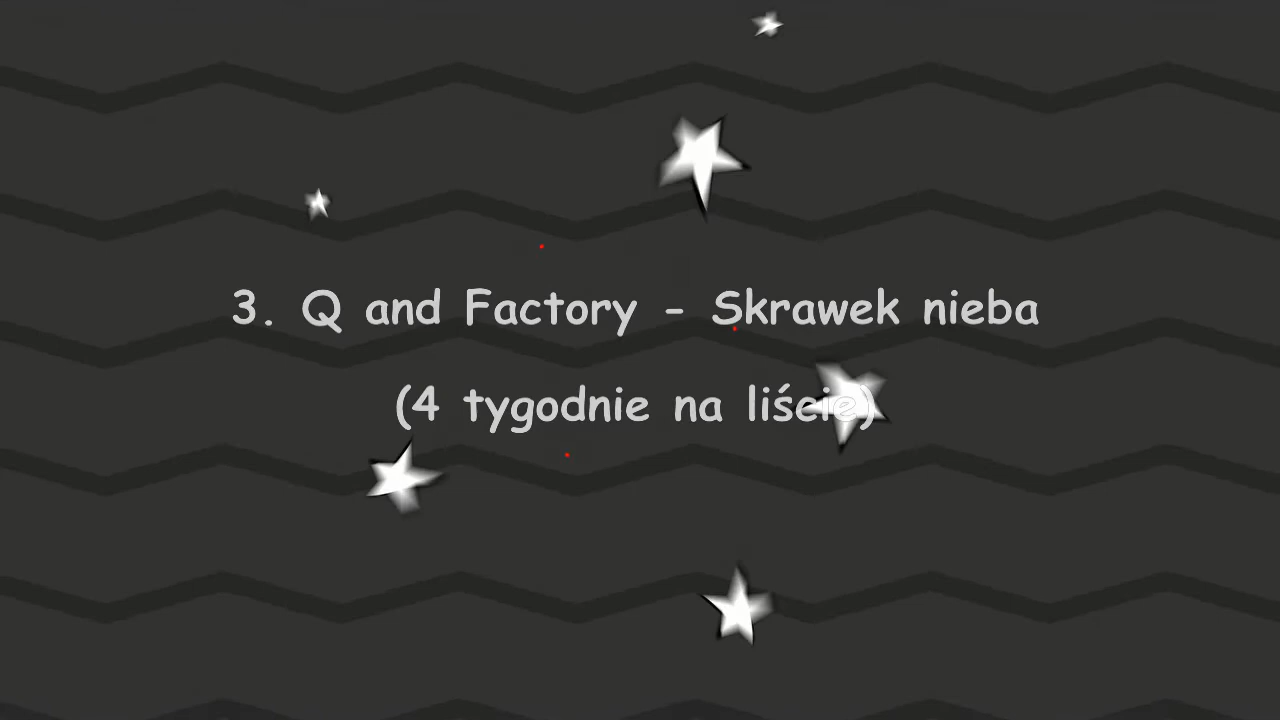 3. Q and Factory - Skrawek nieba
(4 tygodnie na liście)